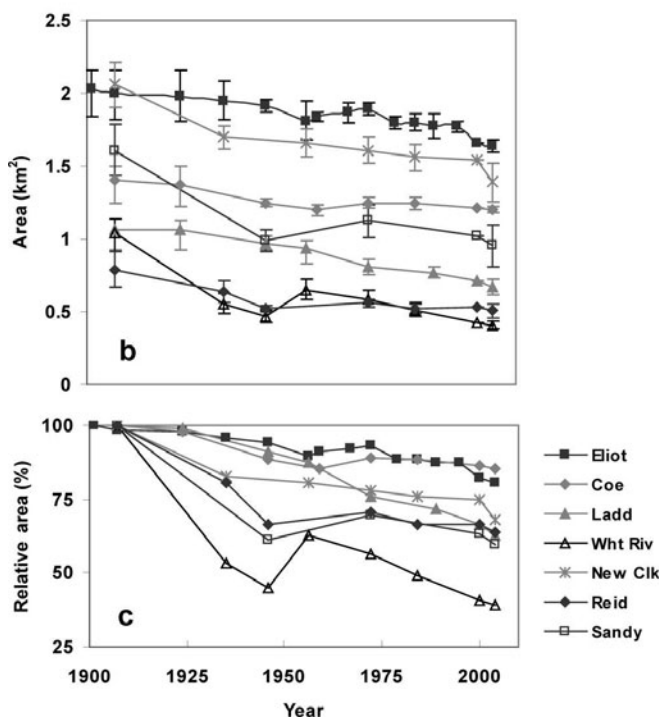 2.5
2
1.5
1
0.5
0
Area (km²)
b
100
75
50
25
Relative area (%)
c
1900 1925 1950 1975 2000
Year
Eliot
Coe
Ladd
Wht Riv
New Clk
Reid
Sandy